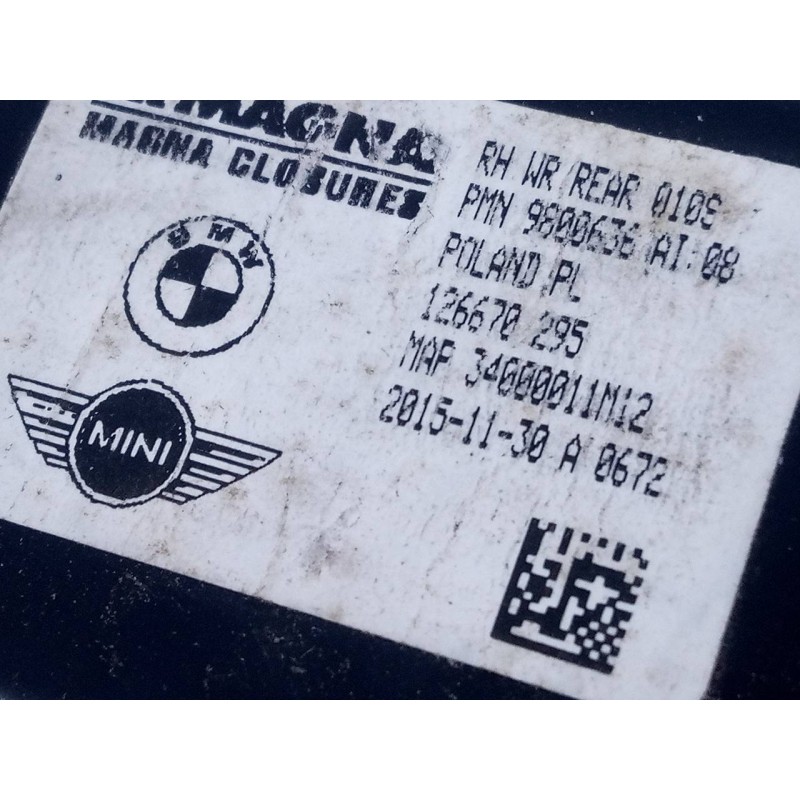 MAGNA
MAGNA CLOSURES
BMW
MINI
RH WR/REAR 0109
PMN 9800636 AI:08
POLAND PL
126670 295
MAP 34000011M12
2015-11-30 A 0672